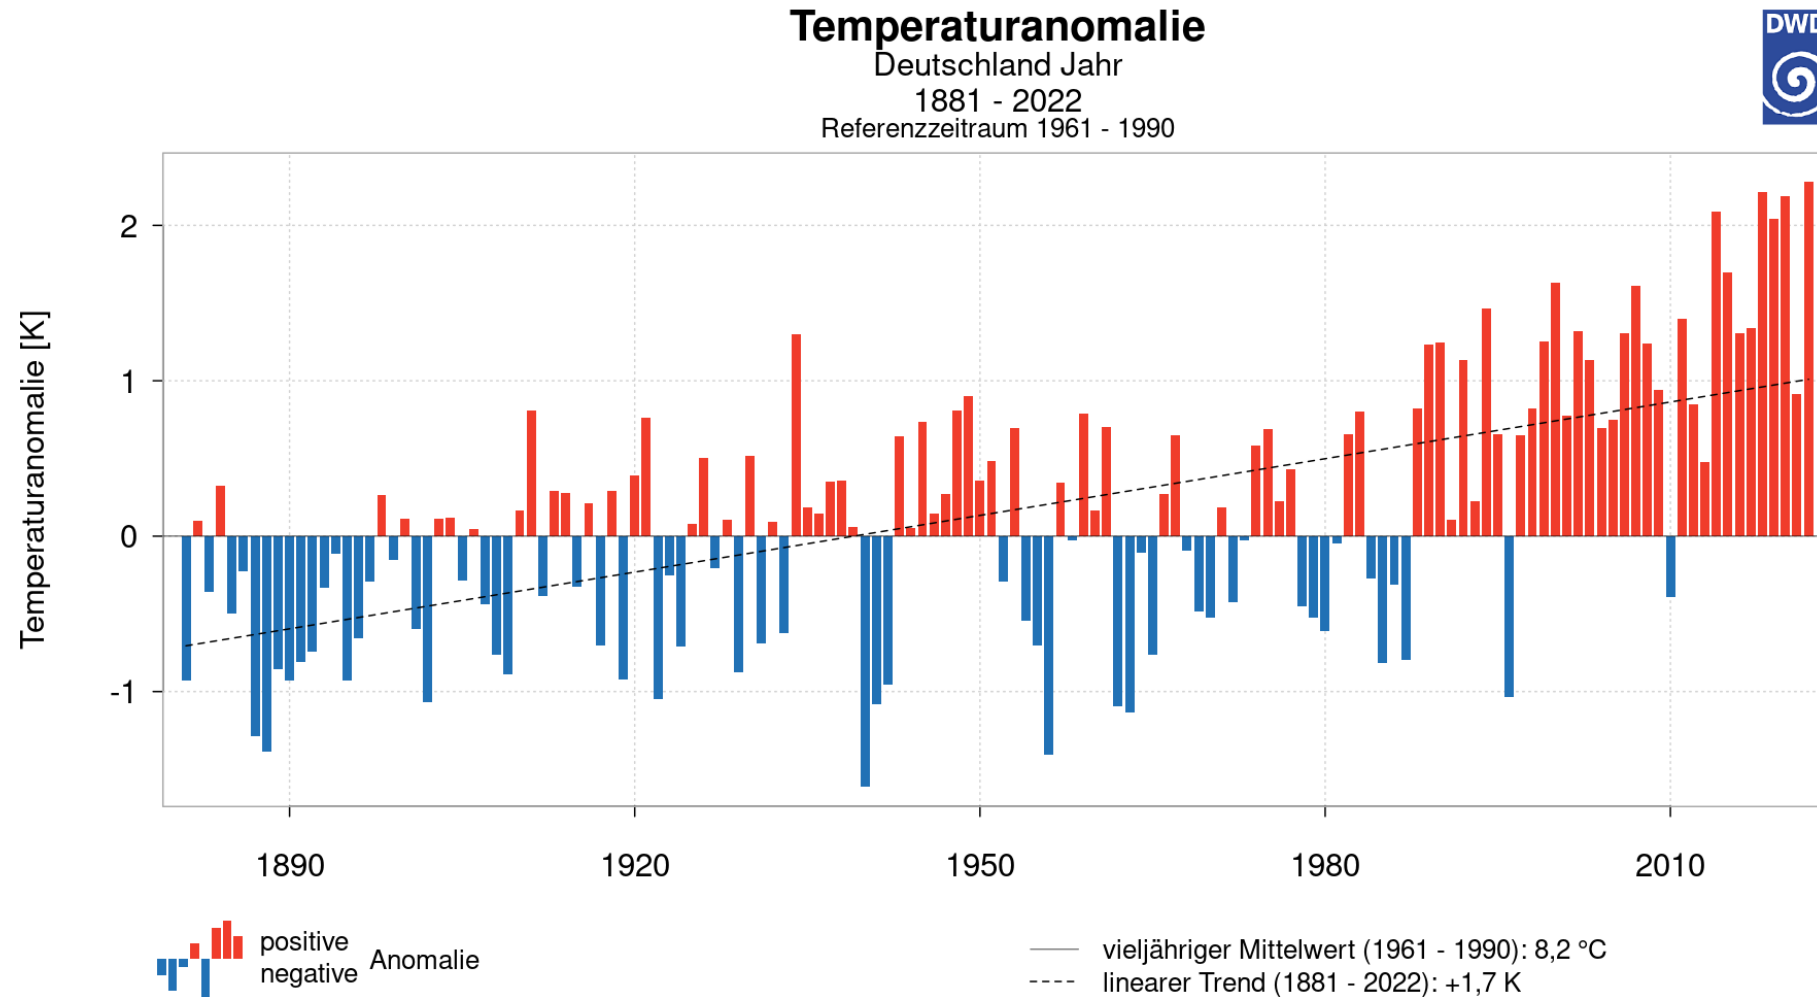 Temperaturanomalie
Deutschland Jahr
1881 - 2022
Referenzzeitraum 1961 - 1990
DWD
Temperaturanomalie [K]
2
1
0
-1
1890
1920
1950
1980
2010
positive
negative
Anomalie
vieljähriger Mittelwert (1961 - 1990): 8,2 °C
linearer Trend (1881 - 2022): +1,7 K